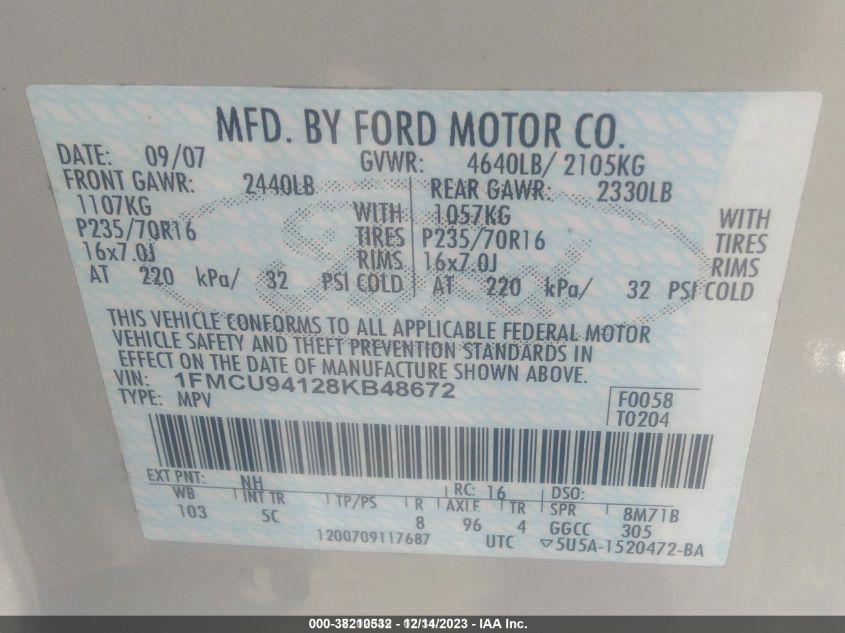 MFD. BY FORD MOTOR CO.
DATE: 09/07 GVWR: 4640LB/ 2105KG
FRONT GAWR: 2440LB REAR GAWR: 2330LB
1107KG WITH 1057KG WITH
P235/70R16 TIRES P235/70R16 TIRES
16x7.0J RIMS 16x7.0J RIMS
AT 220 kPa/ 32 PSI COLD AT 220 kPa/ 32 PSI COLD
THIS VEHICLE CONFORMS TO ALL APPLICABLE FEDERAL MOTOR
VEHICLE SAFETY AND THEFT PREVENTION STANDARDS IN
EFFECT ON THE DATE OF MANUFACTURE SHOWN ABOVE.
VIN: 1FMCU94128KB48672
TYPE: MPV
F0058
T0204
EXT PNT: NH RC: 16 DSO:
WB INT TR TP/PS R AXLE TR SPR 8M71B
103 5C 8 96 4 GGCC 305
1200709117687 UTC ▽5U5A-1520472-BA
Ford
000-38210532 - 12/14/2023 - IAA Inc.